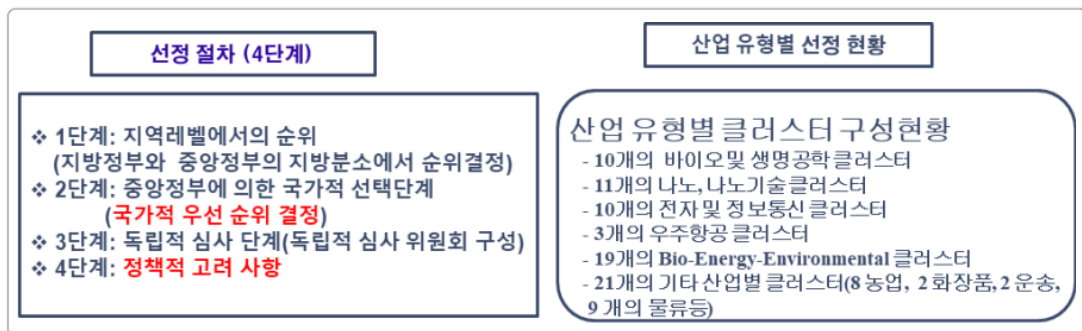 선정 절차 (4단계)
❖ 1단계: 지역레벨에서의 순위
(지방정부와 중앙정부의 지방분소에서 순위결정)
❖ 2단계: 중앙정부에 의한 국가적 선택단계
(국가적 우선 순위 결정)
❖ 3단계: 독립적 심사 단계(독립적 심사 위원회 구성)
❖ 4단계: 정책적 고려 사항
산업 유형별 선정 현황
산업 유형별 클러스터 구성현황
- 10개의 바이오 및 생명공학 클러스터
- 11개의 나노, 나노기술 클러스터
- 10개의 전자 및 정보통신 클러스터
- 3개의 우주항공 클러스터
- 19개의 Bio-Energy-Environmental 클러스터
- 21개의 기타 산업별 클러스터(8 농업, 2 화장품, 2 운송,
9 개의 물류등)